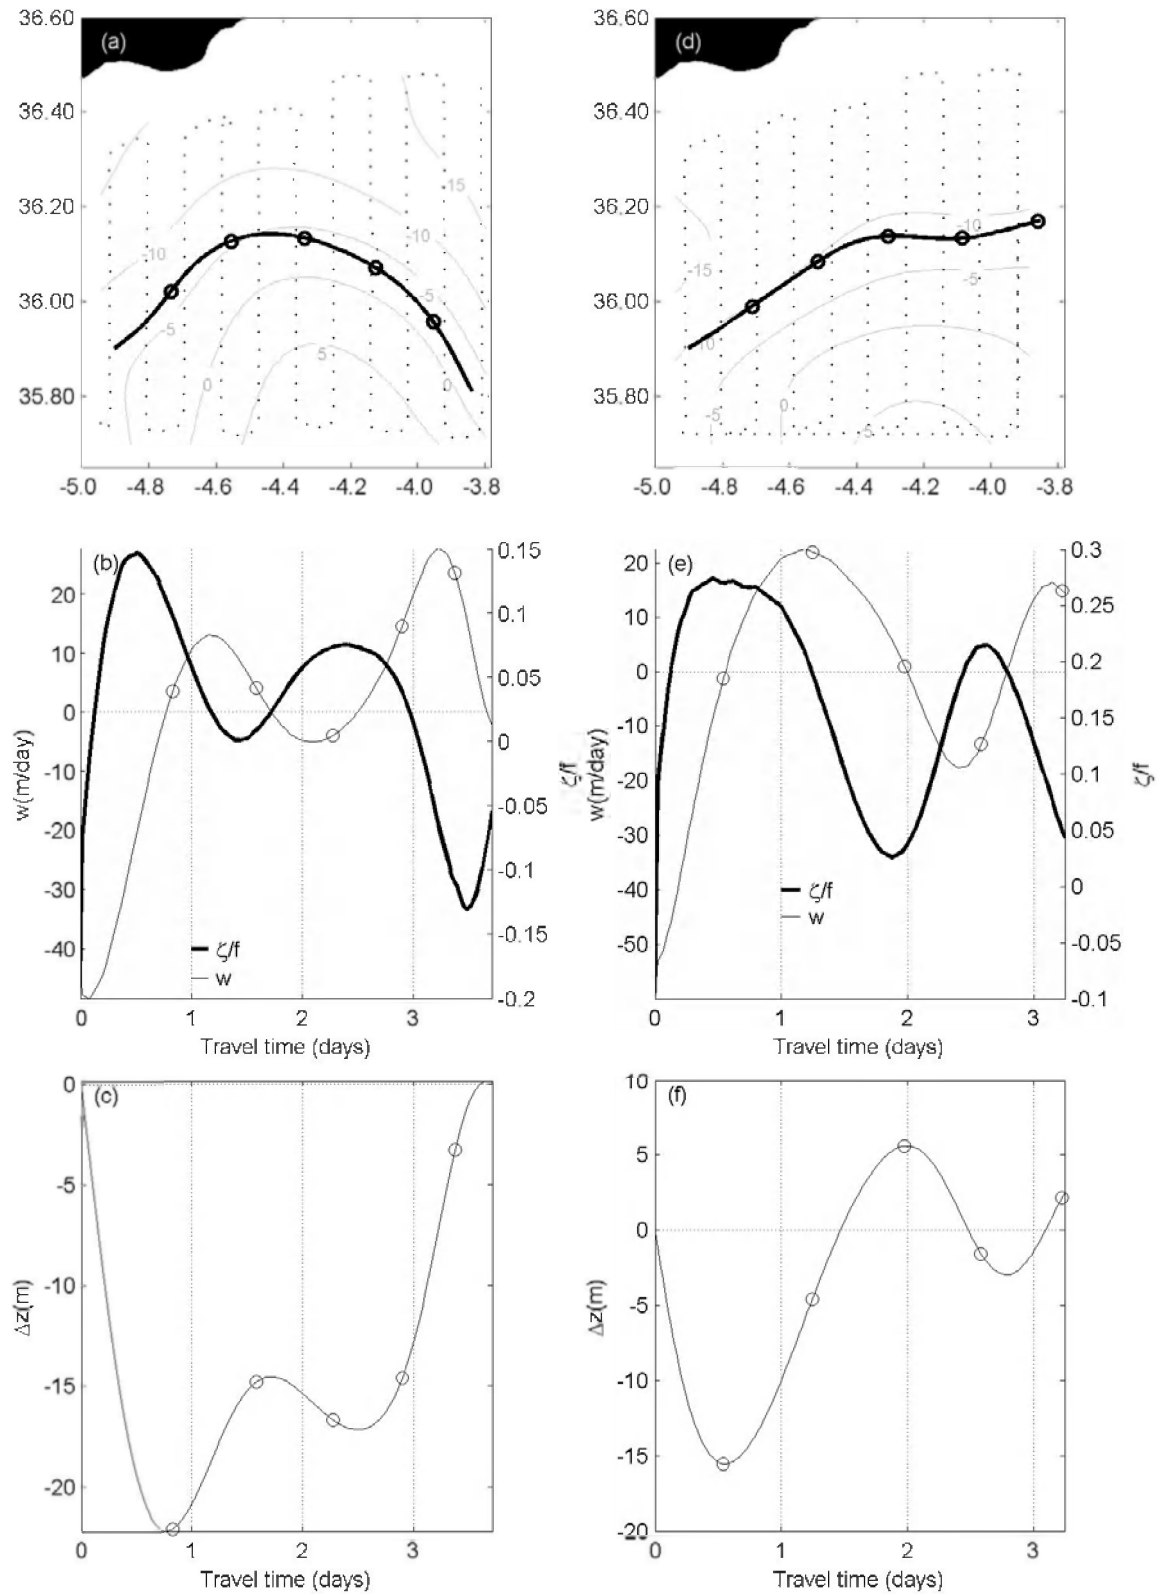 36.60
36.40
36.20
36.00
35.80
(a)
15
-10
-10
-5
-5
5
0
0
-5.0 -4.8 -4.6 -4.4 -4.2 -4.0 -3.8
36.60
36.40
36.20
36.00
35.80
(d)
-10
-15
-5
10
0
-5
5
-5.0 -4.8 -4.6 -4.4 -4.2 -4.0 -3.8
(b)
20
10
0
-10
-20
-30
-40
w(m/day)
0.15
0.1
0.05
0
-0.05
-0.1
-0.15
-0.2
ζ/f
ζ/f
w
0 1 2 3
Travel time (days)
(e)
20
10
0
-10
-20
-30
-40
-50
w(m/day)
0.3
0.25
0.2
0.15
0.1
0.05
0
-0.05
-0.1
ζ/f
ζ/f
w
0 1 2 3
Travel time (days)
(c)
0
-5
-10
-15
-20
Δz(m)
0 1 2 3
Travel time (days)
(f)
10
5
0
-5
-10
-15
-20
Δz(m)
0 1 2 3
Travel time (days)